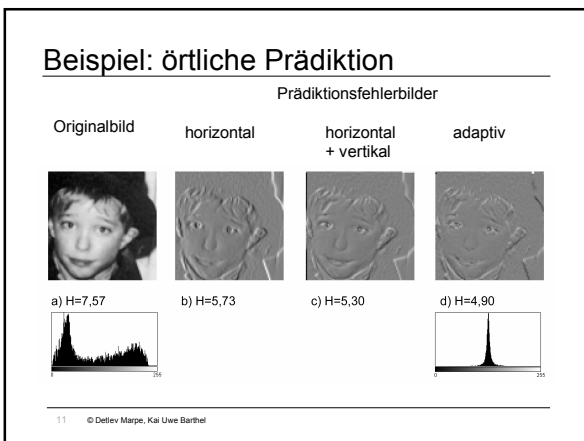 Beispiel: örtliche Prädiktion
Prädiktionsfehlerbilder
Originalbild
horizontal
horizontal
+ vertikal
adaptiv
a) H=7,57
b) H=5,73
c) H=5,30
d) H=4,90
0
255
0
255
11
© Detlev Marpe, Kai Uwe Barthel